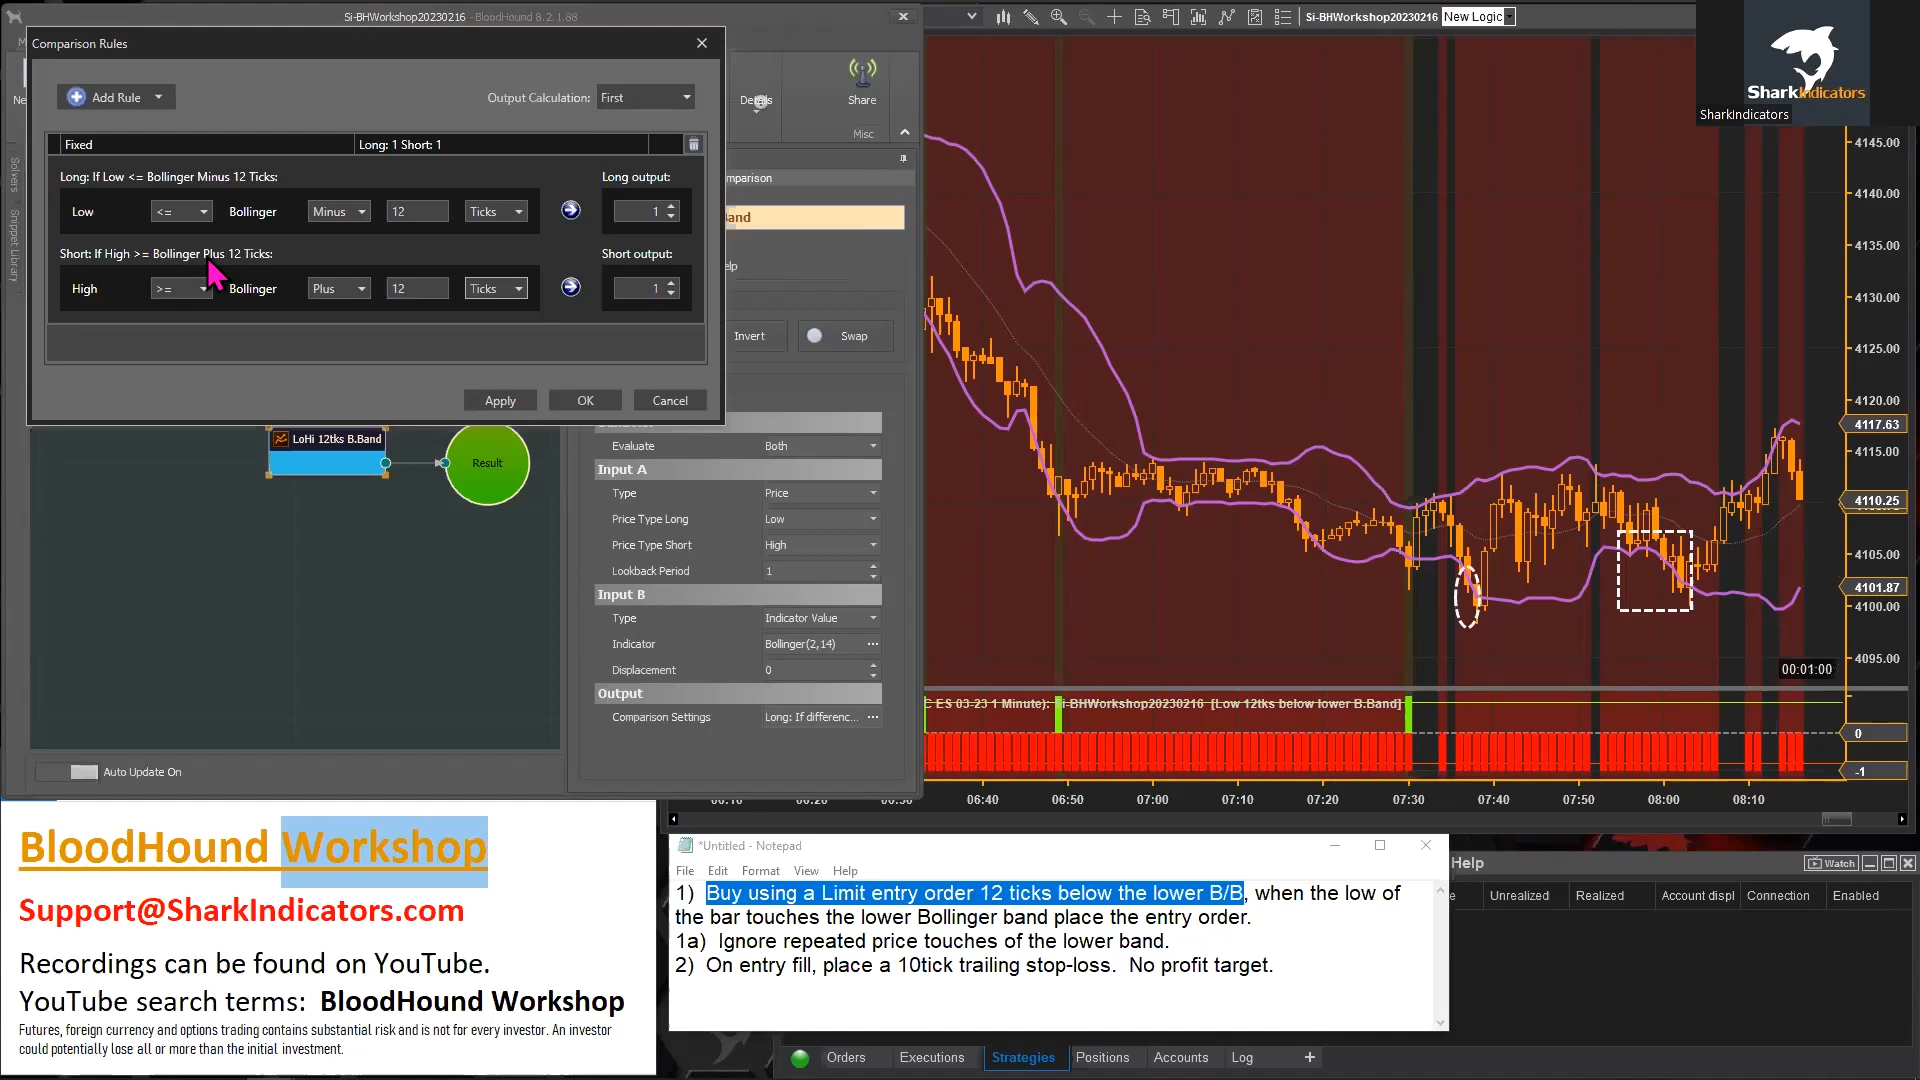 Si-BHWorkshop20230216 - BloodHound 8.2.1.88
Comparison Rules
Add Rule
Output Calculation: First
Fixed
Long: 1 Short: 1
Long: If Low <= Bollinger Minus 12 Ticks:
Long output:
Low <= Bollinger Minus 12 Ticks 1
Short: If High >= Bollinger Plus 12 Ticks:
Short output:
High >= Bollinger Plus 12 Ticks 1
Apply OK Cancel
Details
Share
Misc
Solvers
Snippet Library
Invert
Swap
LoHi 12tks B.Band
Result
Evaluate Both
Input A
Type Price
Price Type Long Low
Price Type Short High
Lookback Period 1
Input B
Type Indicator Value
Indicator Bollinger(2,14) ...
Displacement 0
Output
Comparison Settings Long: If differenc... ...
Auto Update On
Si-BHWorkshop20230216 New Logic
SharkIndicators
SharkIndicators
4145.00
4140.00
4135.00
4130.00
4125.00
4120.00
4117.63
4115.00
4110.25
4105.00
4101.87
4100.00
4095.00
00:01:00
ES 03-23 1 Minute): Si-BHWorkshop20230216 [Low 12tks below lower B.Band]
0
-1
06:40 06:50 07:00 07:10 07:20 07:30 07:40 07:50 08:00 08:10
BloodHound Workshop
Support@SharkIndicators.com
Recordings can be found on YouTube.
YouTube search terms: BloodHound Workshop
Futures, foreign currency and options trading contains substantial risk and is not for every investor. An investor
could potentially lose all or more than the initial investment.
*Untitled - Notepad
File Edit Format View Help
1) Buy using a Limit entry order 12 ticks below the lower B/B, when the low of
the bar touches the lower Bollinger band place the entry order.
1a) Ignore repeated price touches of the lower band.
2) On entry fill, place a 10tick trailing stop-loss. No profit target.
Help
Watch
Unrealized Realized Account displ Connection Enabled
Orders Executions Strategies Positions Accounts Log +